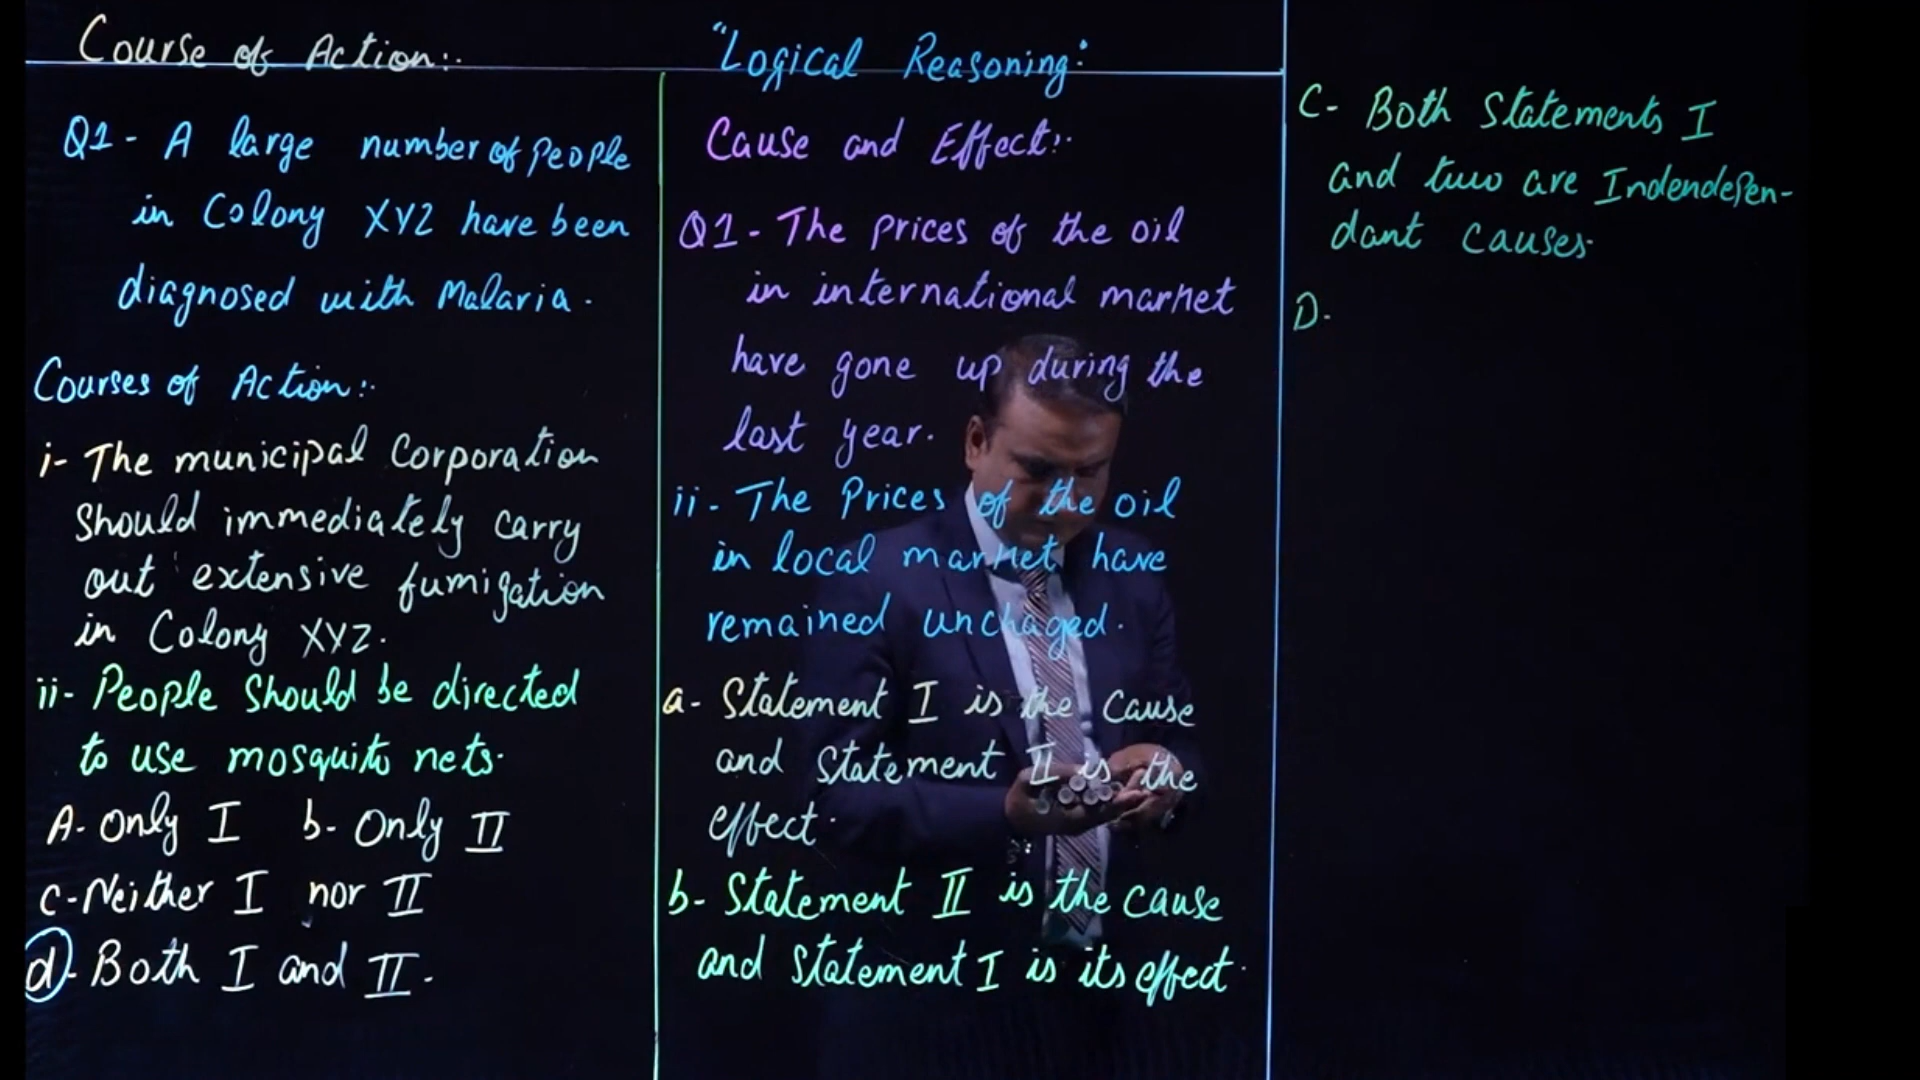 Course of Action:.
"Logical Reasoning:
Q1 - A large number of people
in Colony XYZ have been
diagnosed with Malaria.
Courses of Action:.
i- The municipal Corporation
should immediately carry
out extensive fumigation
in Colony XYZ.
ii- People should be directed
to use mosquito nets.
A- only I b- Only II
C- Neither I nor II
d- Both I and II.
Cause and Effect:.
Q1 - The prices of the oil
in international market
have gone up during the
last year.
ii - The Prices of the oil
in local market have
remained unchaged.
a- Statement I is the Cause
and Statement II is the
effect.
b- Statement II is the cause
and Statement I is its effect.
C- Both Statements I
and two are Indendepen-
dant causes.
D.